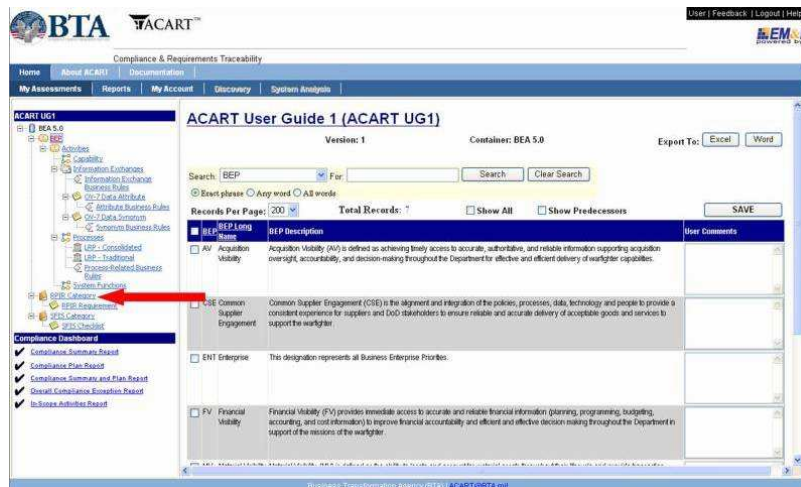 User | Feedback | Logout | Help
BTA
ACART™
EM
powered by
Compliance & Requirements Traceability
Home About ACART Documentation
My Assessments Reports My Account Discovery System Analysis
ACART UG1
BEA 5.0
BEP
Activities
Capability
Information Exchanges
Information Exchange
Business Rules
OV-7 Data Attribute
Attribute Business Rules
OV-7 Data Synonym
Synonym Business Rules
Processes
LRP - Consolidated
LRP - Traditional
Process-Related Business
Rules
System Functions
RPIR Category
RPIR Requirement
SFIS Category
SFIS Checklist
Compliance Dashboard
Compliance Summary Report
Compliance Plan Report
Compliance Summary and Plan Report
Overall Compliance Exception Report
In-Scope Activities Report
ACART User Guide 1 (ACART UG1)
Version: 1 Container: BEA 5.0 Export To: Excel Word
Search BEP For Search Clear Search
Exact phrase Any word All words
Records Per Page: 200 Total Records: 7 Show All Show Predecessors SAVE
BEP BEP Long Name BEP Description User Comments
AV Acquisition Visibility
Acquisition Visibility (AV) is defined as achieving timely access to accurate, authoritative, and reliable information supporting acquisition
oversight, accountability, and decision-making throughout the Department for effective and efficient delivery of warfighter capabilities.
CSE Common Supplier Engagement
Common Supplier Engagement (CSE) is the alignment and integration of the policies, processes, data, technology and people to provide a
consistent experience for suppliers and DoD stakeholders to ensure reliable and accurate delivery of acceptable goods and services to
support the warfighter.
ENT Enterprise This designation represents all Business Enterprise Priorities.
FV Financial Visibility
Financial Visibility (FV) provides immediate access to accurate and reliable financial information (planning, programming, budgeting,
accounting, and cost information) to improve financial accountability and efficient and effective decision making throughout the Department in
support of the missions of the warfighter.
Business Transformation Agency (BTA) | ACART@BTA.mil